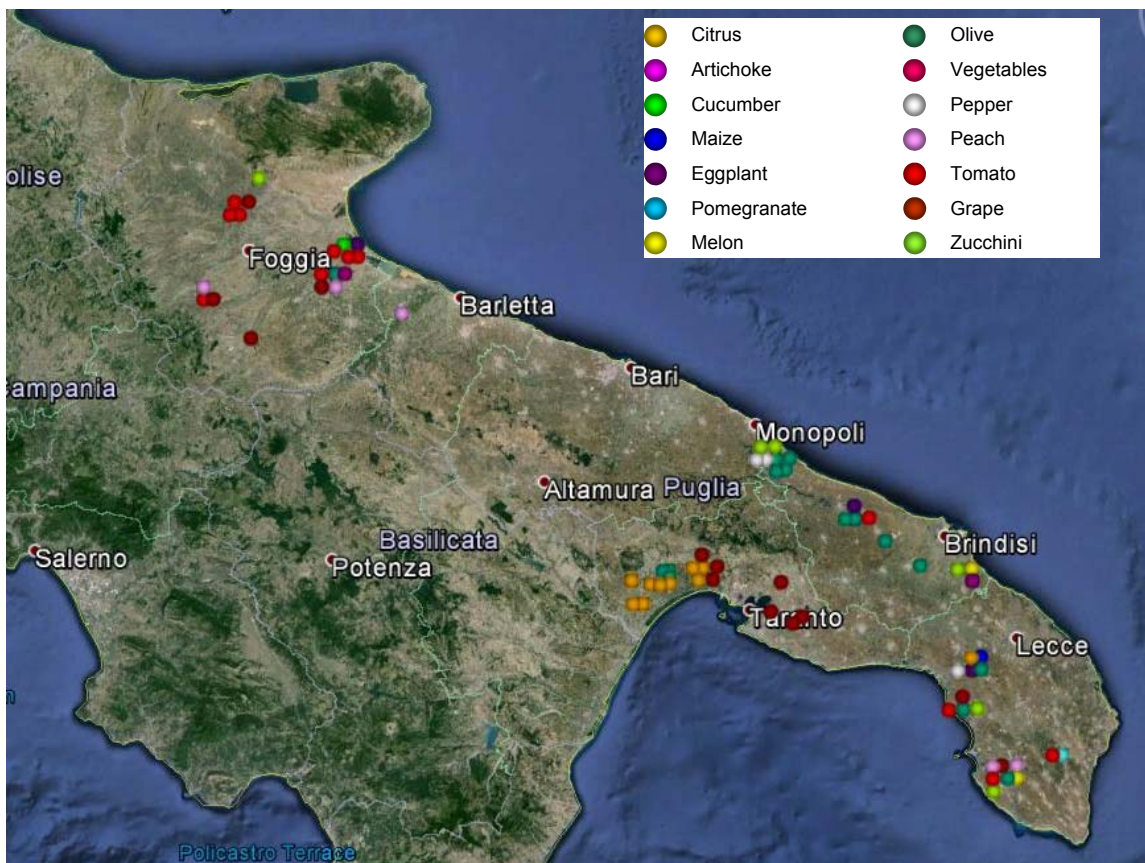 Citrus
Olive
Artichoke
Vegetables
Cucumber
Pepper
Maize
Peach
Eggplant
Tomato
Pomegranate
Grape
Melon
Zucchini
olise
Foggia
Barletta
Bari
ampania
Monopoli
Altamura
Puglia
Basilicata
Brindisi
Salerno
Potenza
Taranto
Lecce
Policastro Terrace